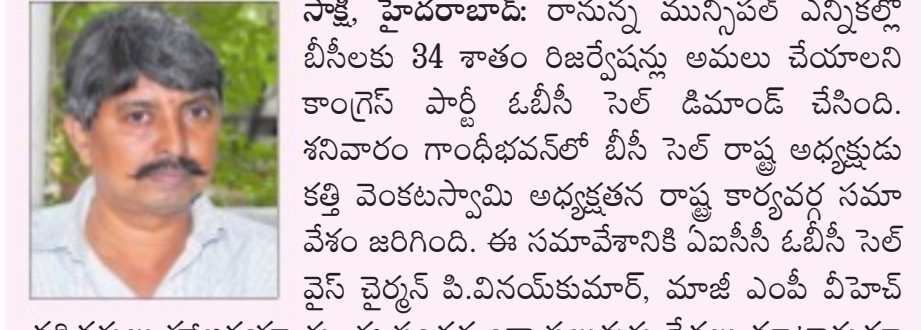 సాక్షి, హైదరాబాద్: రానున్న మున్సిపల్ ఎన్నికల్లో
బీసీలకు 34 శాతం రిజర్వేషన్లు అమలు చేయాలని
కాంగ్రెస్ పార్టీ ఓబీసీ సెల్ డిమాండ్ చేసింది.
శనివారం గాంధీభవన్‌లో బీసీ సెల్ రాష్ట్ర అధ్యక్షుడు
కత్తి వెంకటస్వామి అధ్యక్షతన రాష్ట్ర కార్యవర్గ సమా
వేశం జరిగింది. ఈ సమావేశానికి ఏఐసీసీ ఓబీసీ సెల్
వైస్ చైర్మన్ పి.వినయ్‌కుమార్, మాజీ ఎంపీ వీహెచ్